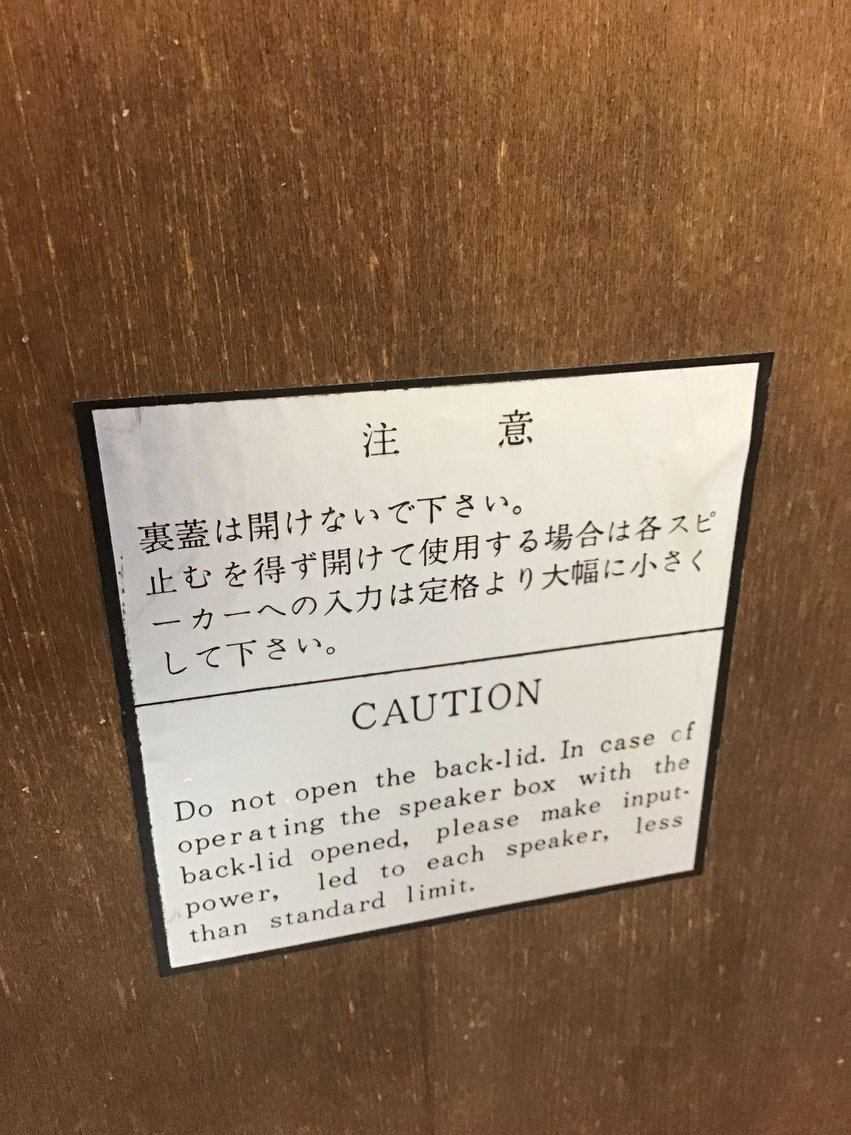 注 意
裏蓋は開けないで下さい。
止むを得ず開けて使用する場合は各スピ
ーカーへの入力は定格より大幅に小さく
して下さい。
CAUTION
Do not open the back-lid. In case of
operating the speaker box with the
back-lid opened, please make input-
power, led to each speaker, less
than standard limit.